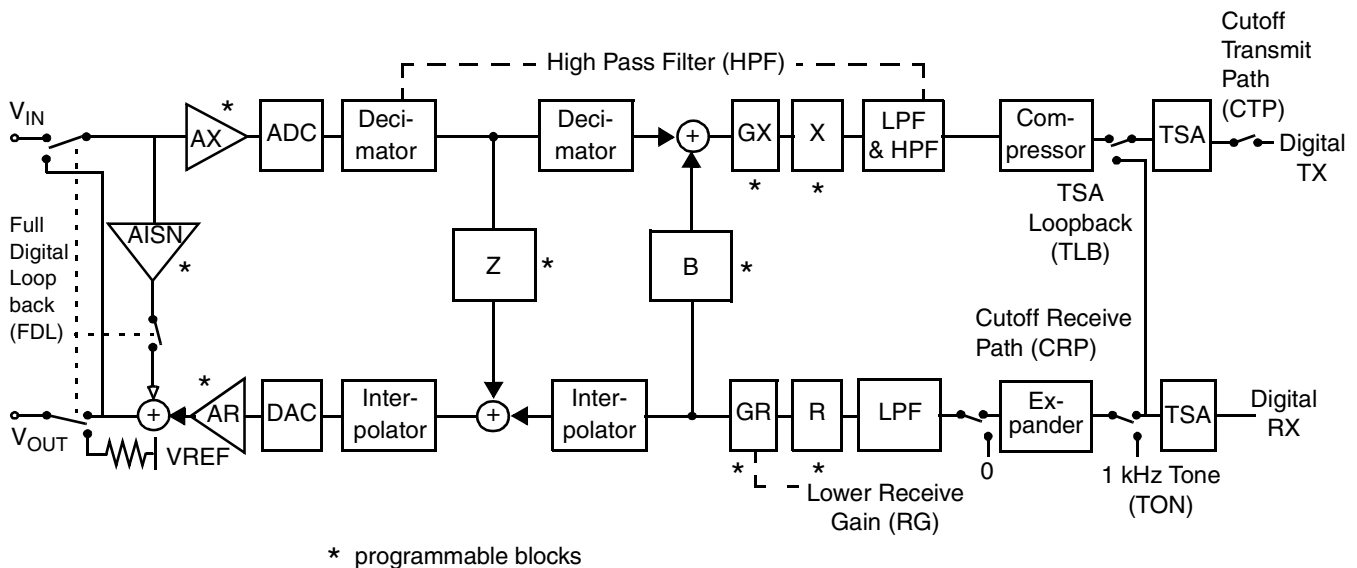 Cutoff
Transmit
Path
(CTP)
High Pass Filter (HPF)
VIN
*
AX
ADC
Deci-
mator
Deci-
mator
+
GX
X
LPF
& HPF
Com-
pressor
TSA
Digital
TX
*
*
TSA
Loopback
(TLB)
Full
Digital
Loop
back
(FDL)
AISN
*
Z
*
B
*
Cutoff Receive
Path (CRP)
*
VOUT
+
AR
DAC
Inter-
polator
+
Inter-
polator
GR
R
LPF
Ex-
pander
TSA
Digital
RX
VREF
*
*
0
1 kHz Tone
(TON)
Lower Receive
Gain (RG)
* programmable blocks